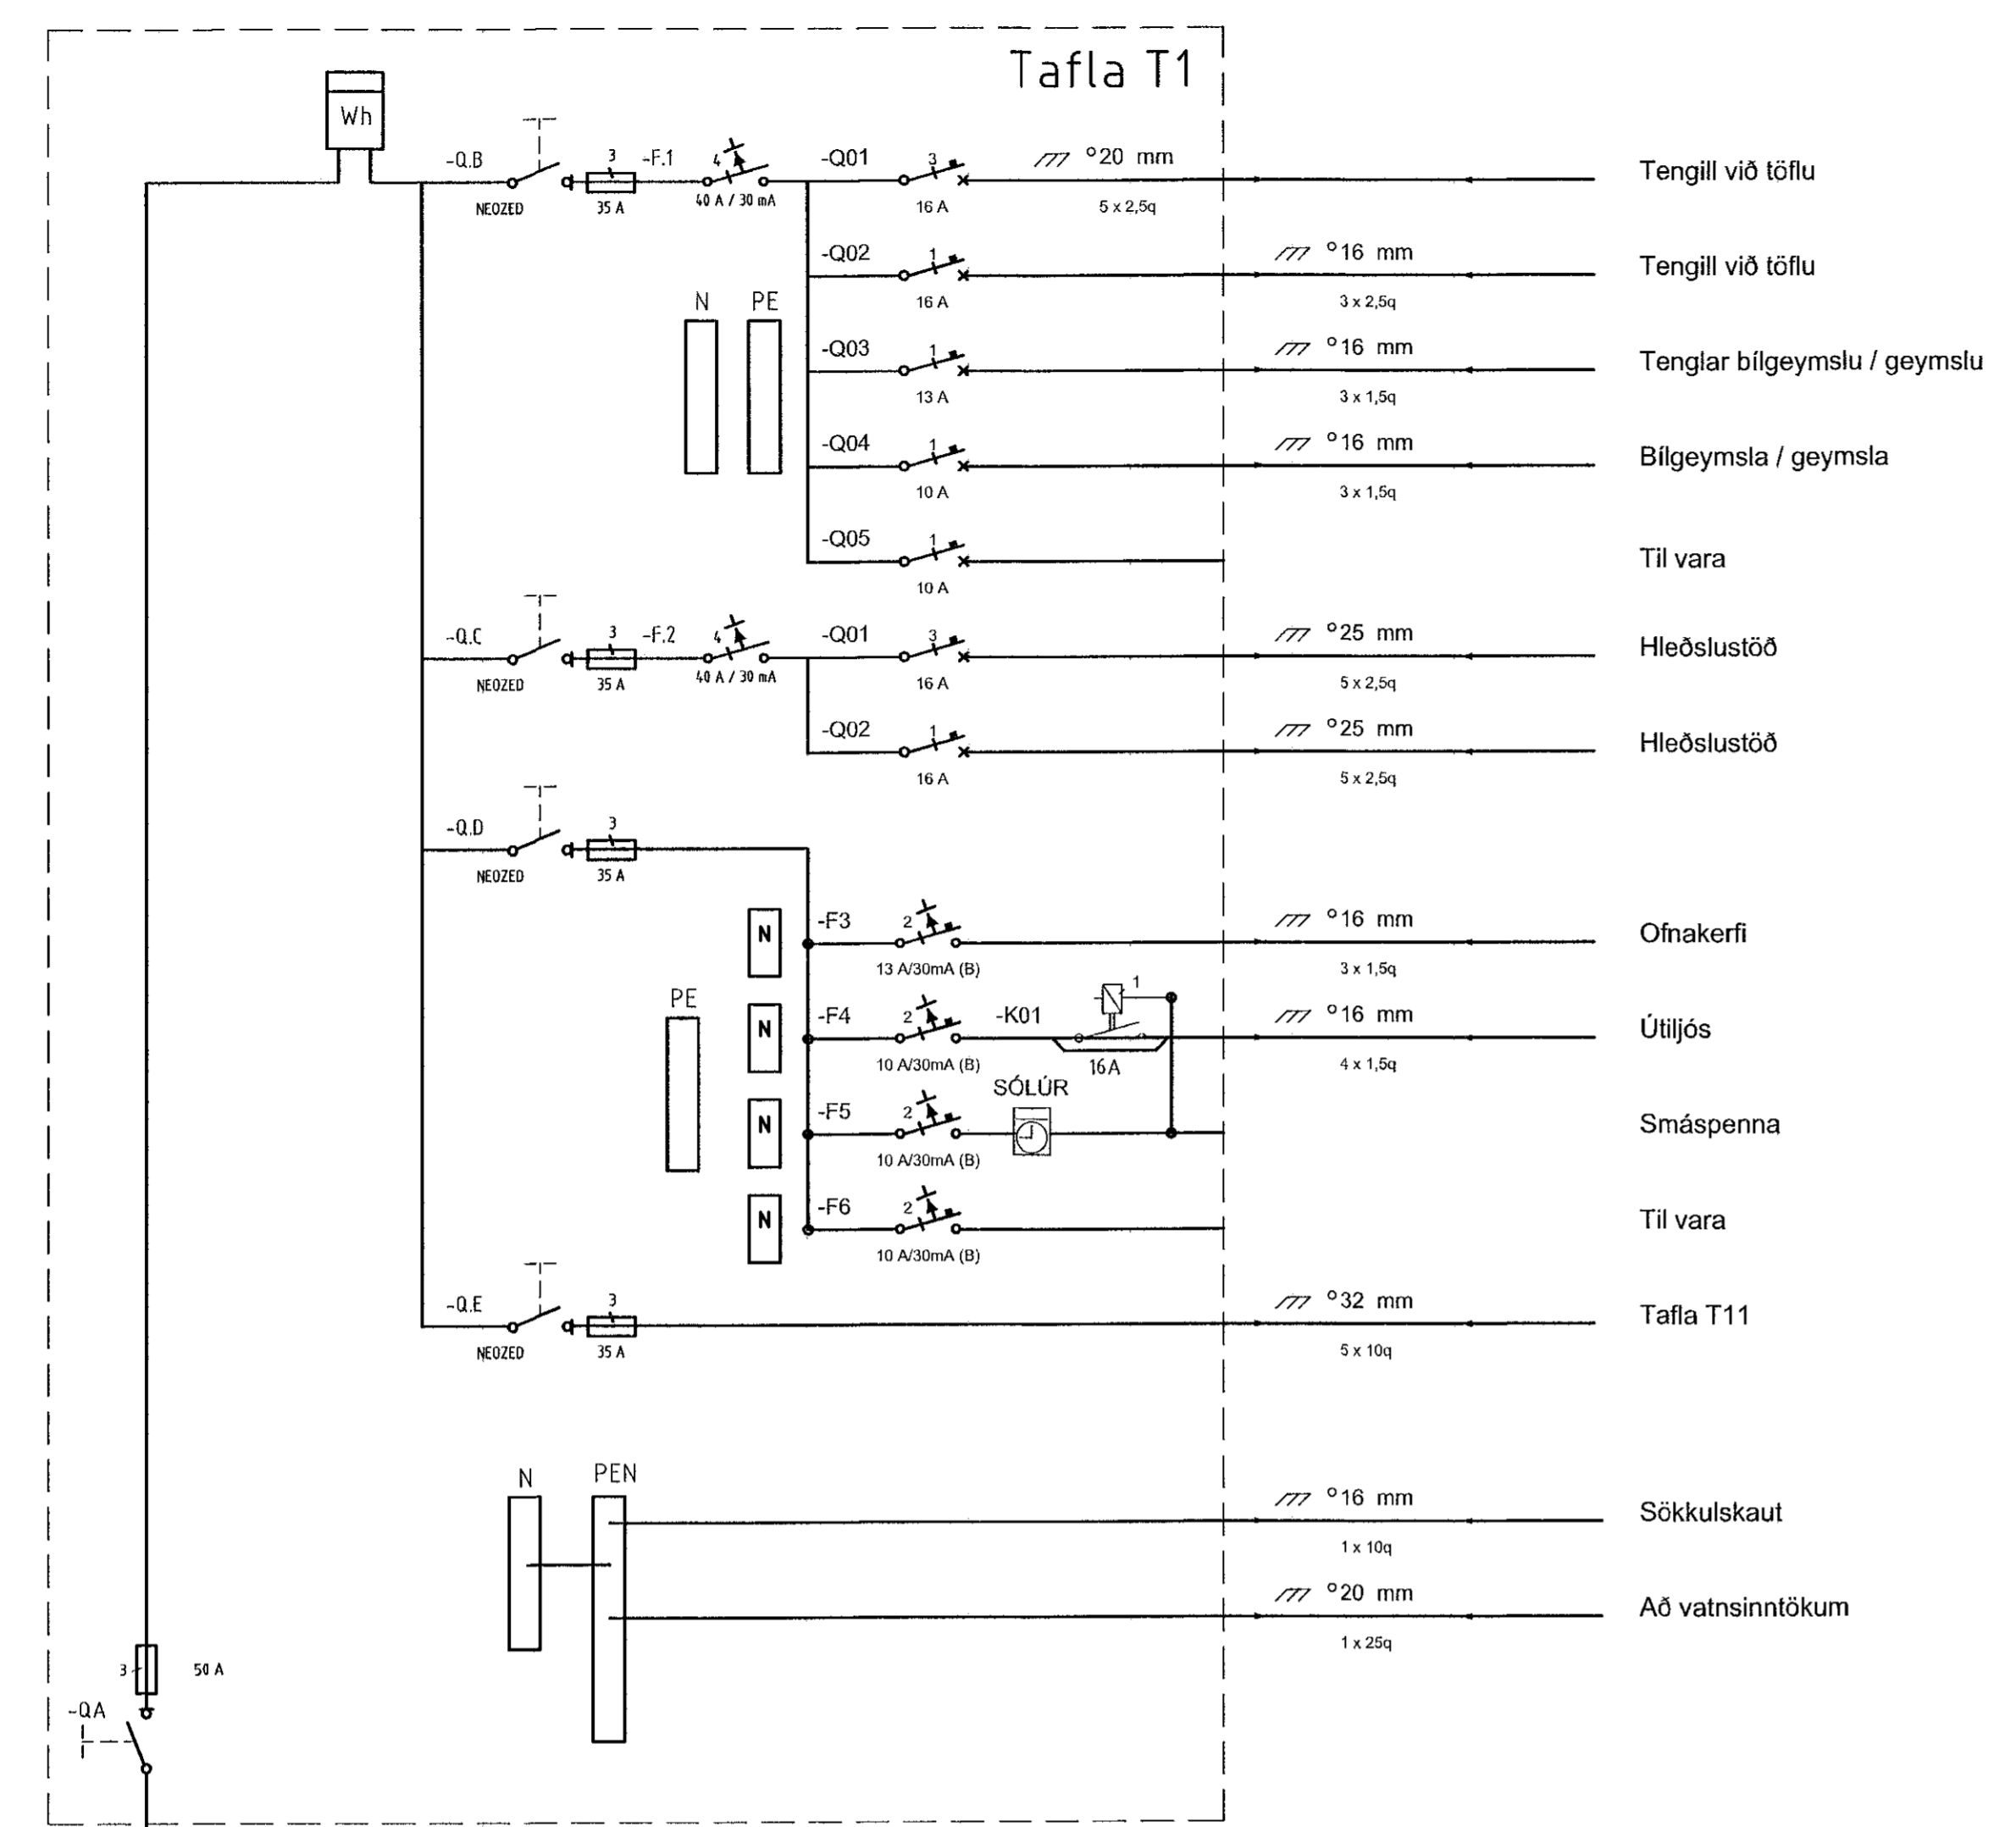 Tafla T1
Wh
-Q.B 3 -F.1 4 -Q01 3 °20 mm Tengill við töflu
NEOZED 35 A 40 A / 30 mA 16 A 5 x 2,5q
-Q02 1 °16 mm Tengill við töflu
16 A 3 x 2,5q
N PE
-Q03 1 °16 mm Tenglar bílgeymslu / geymslu
13 A 3 x 1,5q
-Q04 1 °16 mm Bílgeymsla / geymsla
10 A 3 x 1,5q
-Q05 1 Til vara
10 A
-Q.C 3 -F.2 4 -Q01 3 °25 mm Hleðslustöð
NEOZED 35 A 40 A / 30 mA 16 A 5 x 2,5q
-Q02 1 °25 mm Hleðslustöð
16 A 5 x 2,5q
-Q.D 3
NEOZED 35 A
N -F3 2 °16 mm Ofnakerfi
13 A/30mA (B) 3 x 1,5q
PE
N -F4 2 -K01 1 °16 mm Útiljós
10 A/30mA (B) 16A 4 x 1,5q
SÓLÚR
N -F5 2 Smáspenna
10 A/30mA (B)
N -F6 2 Til vara
10 A/30mA (B)
-Q.E 3 °32 mm Tafla T11
NEOZED 35 A 5 x 10q
N PEN
°16 mm Sökkulskaut
1 x 10q
°20 mm Að vatnsinntökum
1 x 25q
3 50 A
-QA